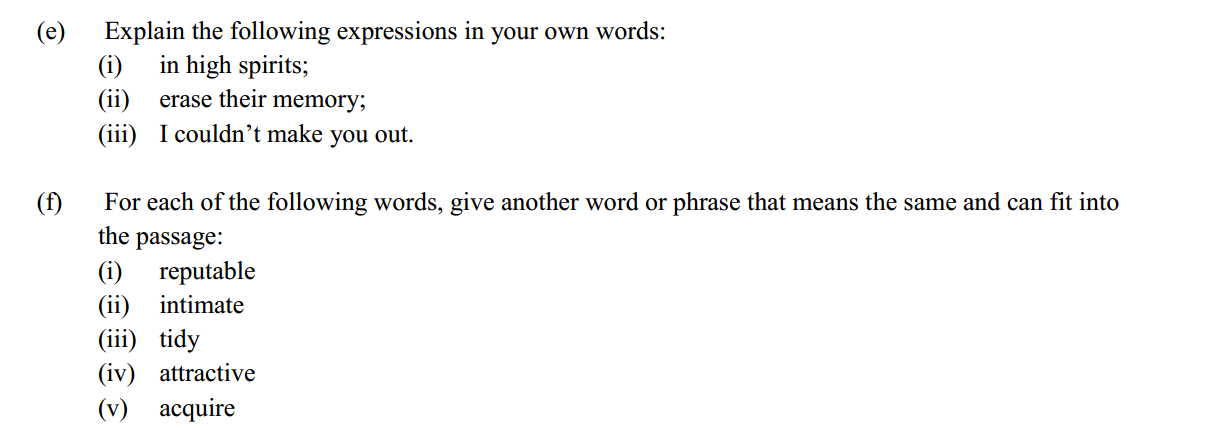 (e) Explain the following expressions in your own words:
(i) in high spirits;
(ii) erase their memory;
(iii) I couldn’t make you out.
(f) For each of the following words, give another word or phrase that means the same and can fit into
the passage:
(i) reputable
(ii) intimate
(iii) tidy
(iv) attractive
(v) acquire